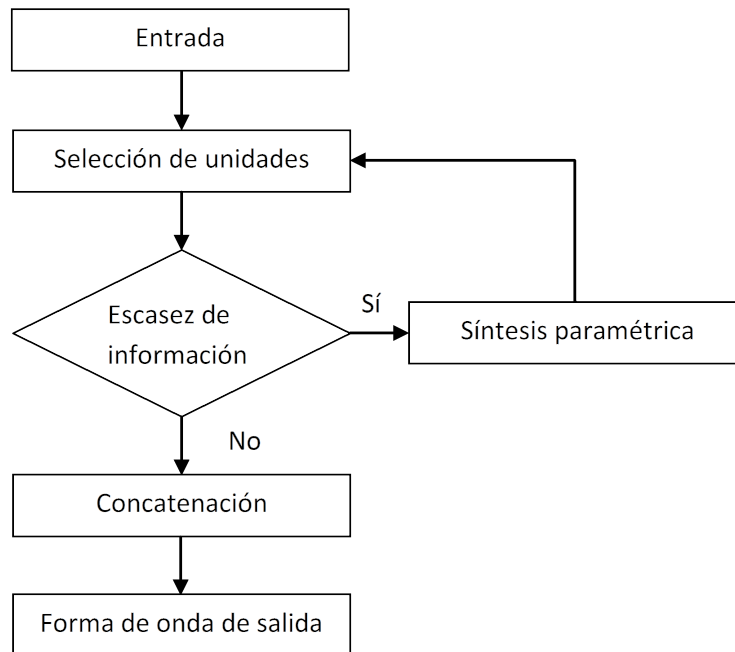 Entrada
Selección de unidades
Escasez de
información
Sí
Síntesis paramétrica
No
Concatenación
Forma de onda de salida